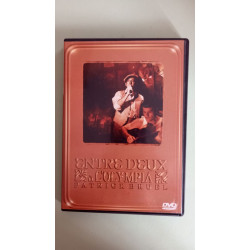 ENTRE DEUX
À L'OLYMPIA
PATRICK BRUEL
DVD